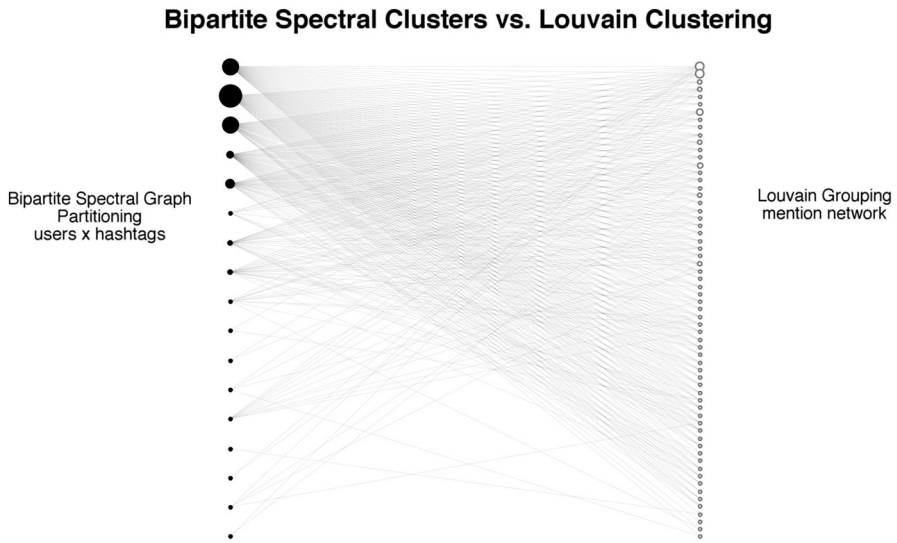 Bipartite Spectral Clusters vs. Louvain Clustering
Bipartite Spectral Graph
Partitioning
users x hashtags
Louvain Grouping
mention network